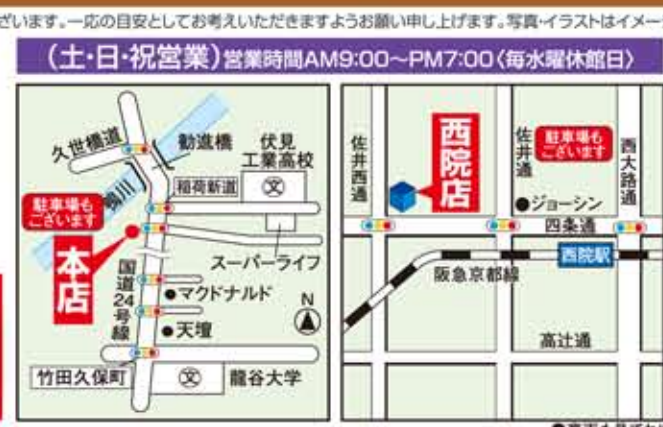 ざいます。一応の目安としてお考えいただきますようお願い申し上げます。写真・イラストはイメー
(土・日・祝営業)営業時間AM9:00～PM7:00〈毎水曜休館日〉
久世橋道
勧進橋
伏見
工業高校
鴨川
稲荷新道
文
駐車場も
ございます
本店
スーパーライフ
国道24号線
●マクドナルド
N
●天壇
竹田久保町
文
龍谷大学
佐井西通
西院店
佐井通
駐車場も
ございます
西大路通
●ジョーシン
四条通
西院駅
阪急京都線
高辻通